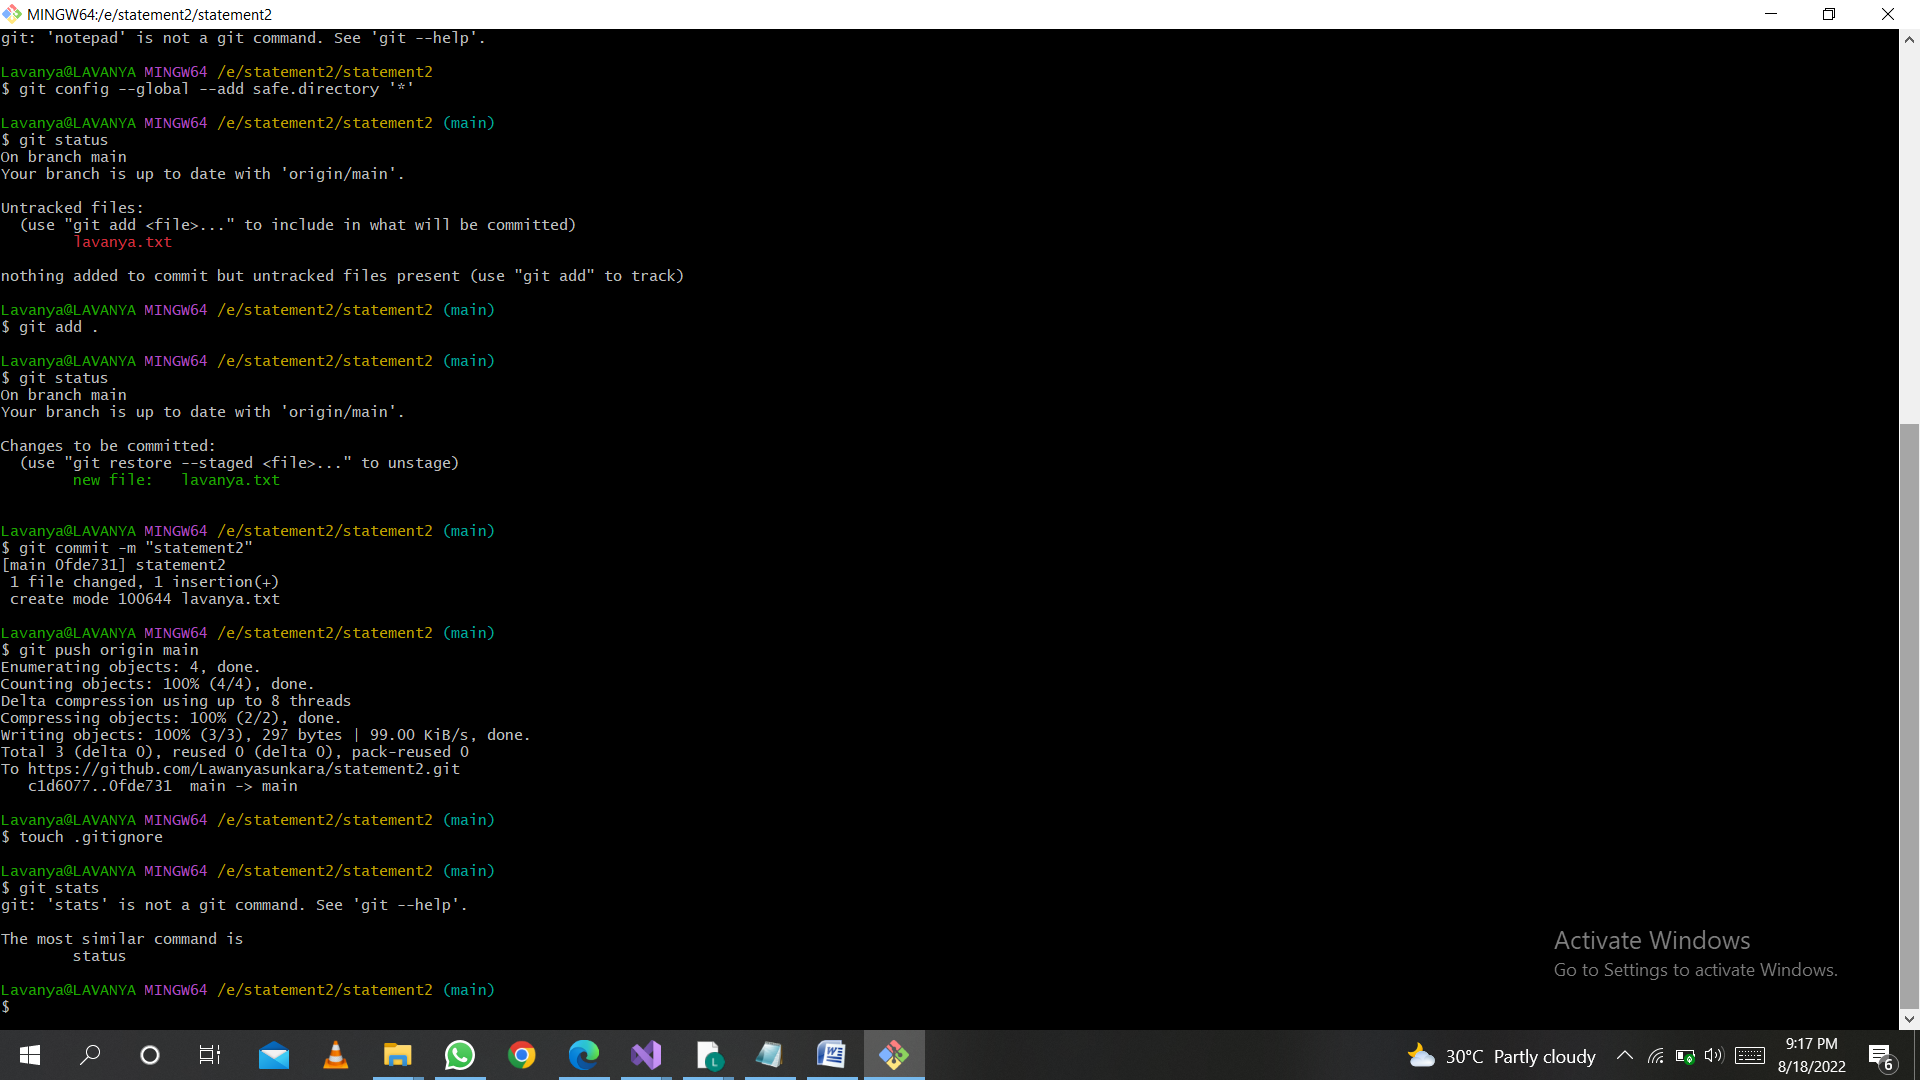 MINGW64:/e/statement2/statement2
git: 'notepad' is not a git command. See 'git --help'.
Lavanya@LAVANYA MINGW64 /e/statement2/statement2
$ git config --global --add safe.directory '*'
Lavanya@LAVANYA MINGW64 /e/statement2/statement2 (main)
$ git status
On branch main
Your branch is up to date with 'origin/main'.
Untracked files:
  (use "git add <file>..." to include in what will be committed)
        lavanya.txt
nothing added to commit but untracked files present (use "git add" to track)
Lavanya@LAVANYA MINGW64 /e/statement2/statement2 (main)
$ git add .
Lavanya@LAVANYA MINGW64 /e/statement2/statement2 (main)
$ git status
On branch main
Your branch is up to date with 'origin/main'.
Changes to be committed:
  (use "git restore --staged <file>..." to unstage)
        new file:   lavanya.txt
Lavanya@LAVANYA MINGW64 /e/statement2/statement2 (main)
$ git commit -m "statement2"
[main 0fde731] statement2
 1 file changed, 1 insertion(+)
 create mode 100644 lavanya.txt
Lavanya@LAVANYA MINGW64 /e/statement2/statement2 (main)
$ git push origin main
Enumerating objects: 4, done.
Counting objects: 100% (4/4), done.
Delta compression using up to 8 threads
Compressing objects: 100% (2/2), done.
Writing objects: 100% (3/3), 297 bytes | 99.00 KiB/s, done.
Total 3 (delta 0), reused 0 (delta 0), pack-reused 0
To https://github.com/Lawanyasunkara/statement2.git
   c1d6077..0fde731  main -> main
Lavanya@LAVANYA MINGW64 /e/statement2/statement2 (main)
$ touch .gitignore
Lavanya@LAVANYA MINGW64 /e/statement2/statement2 (main)
$ git stats
git: 'stats' is not a git command. See 'git --help'.
The most similar command is
        status
Lavanya@LAVANYA MINGW64 /e/statement2/statement2 (main)
$
Activate Windows
Go to Settings to activate Windows.
30°C Partly cloudy
9:17 PM
8/18/2022
6